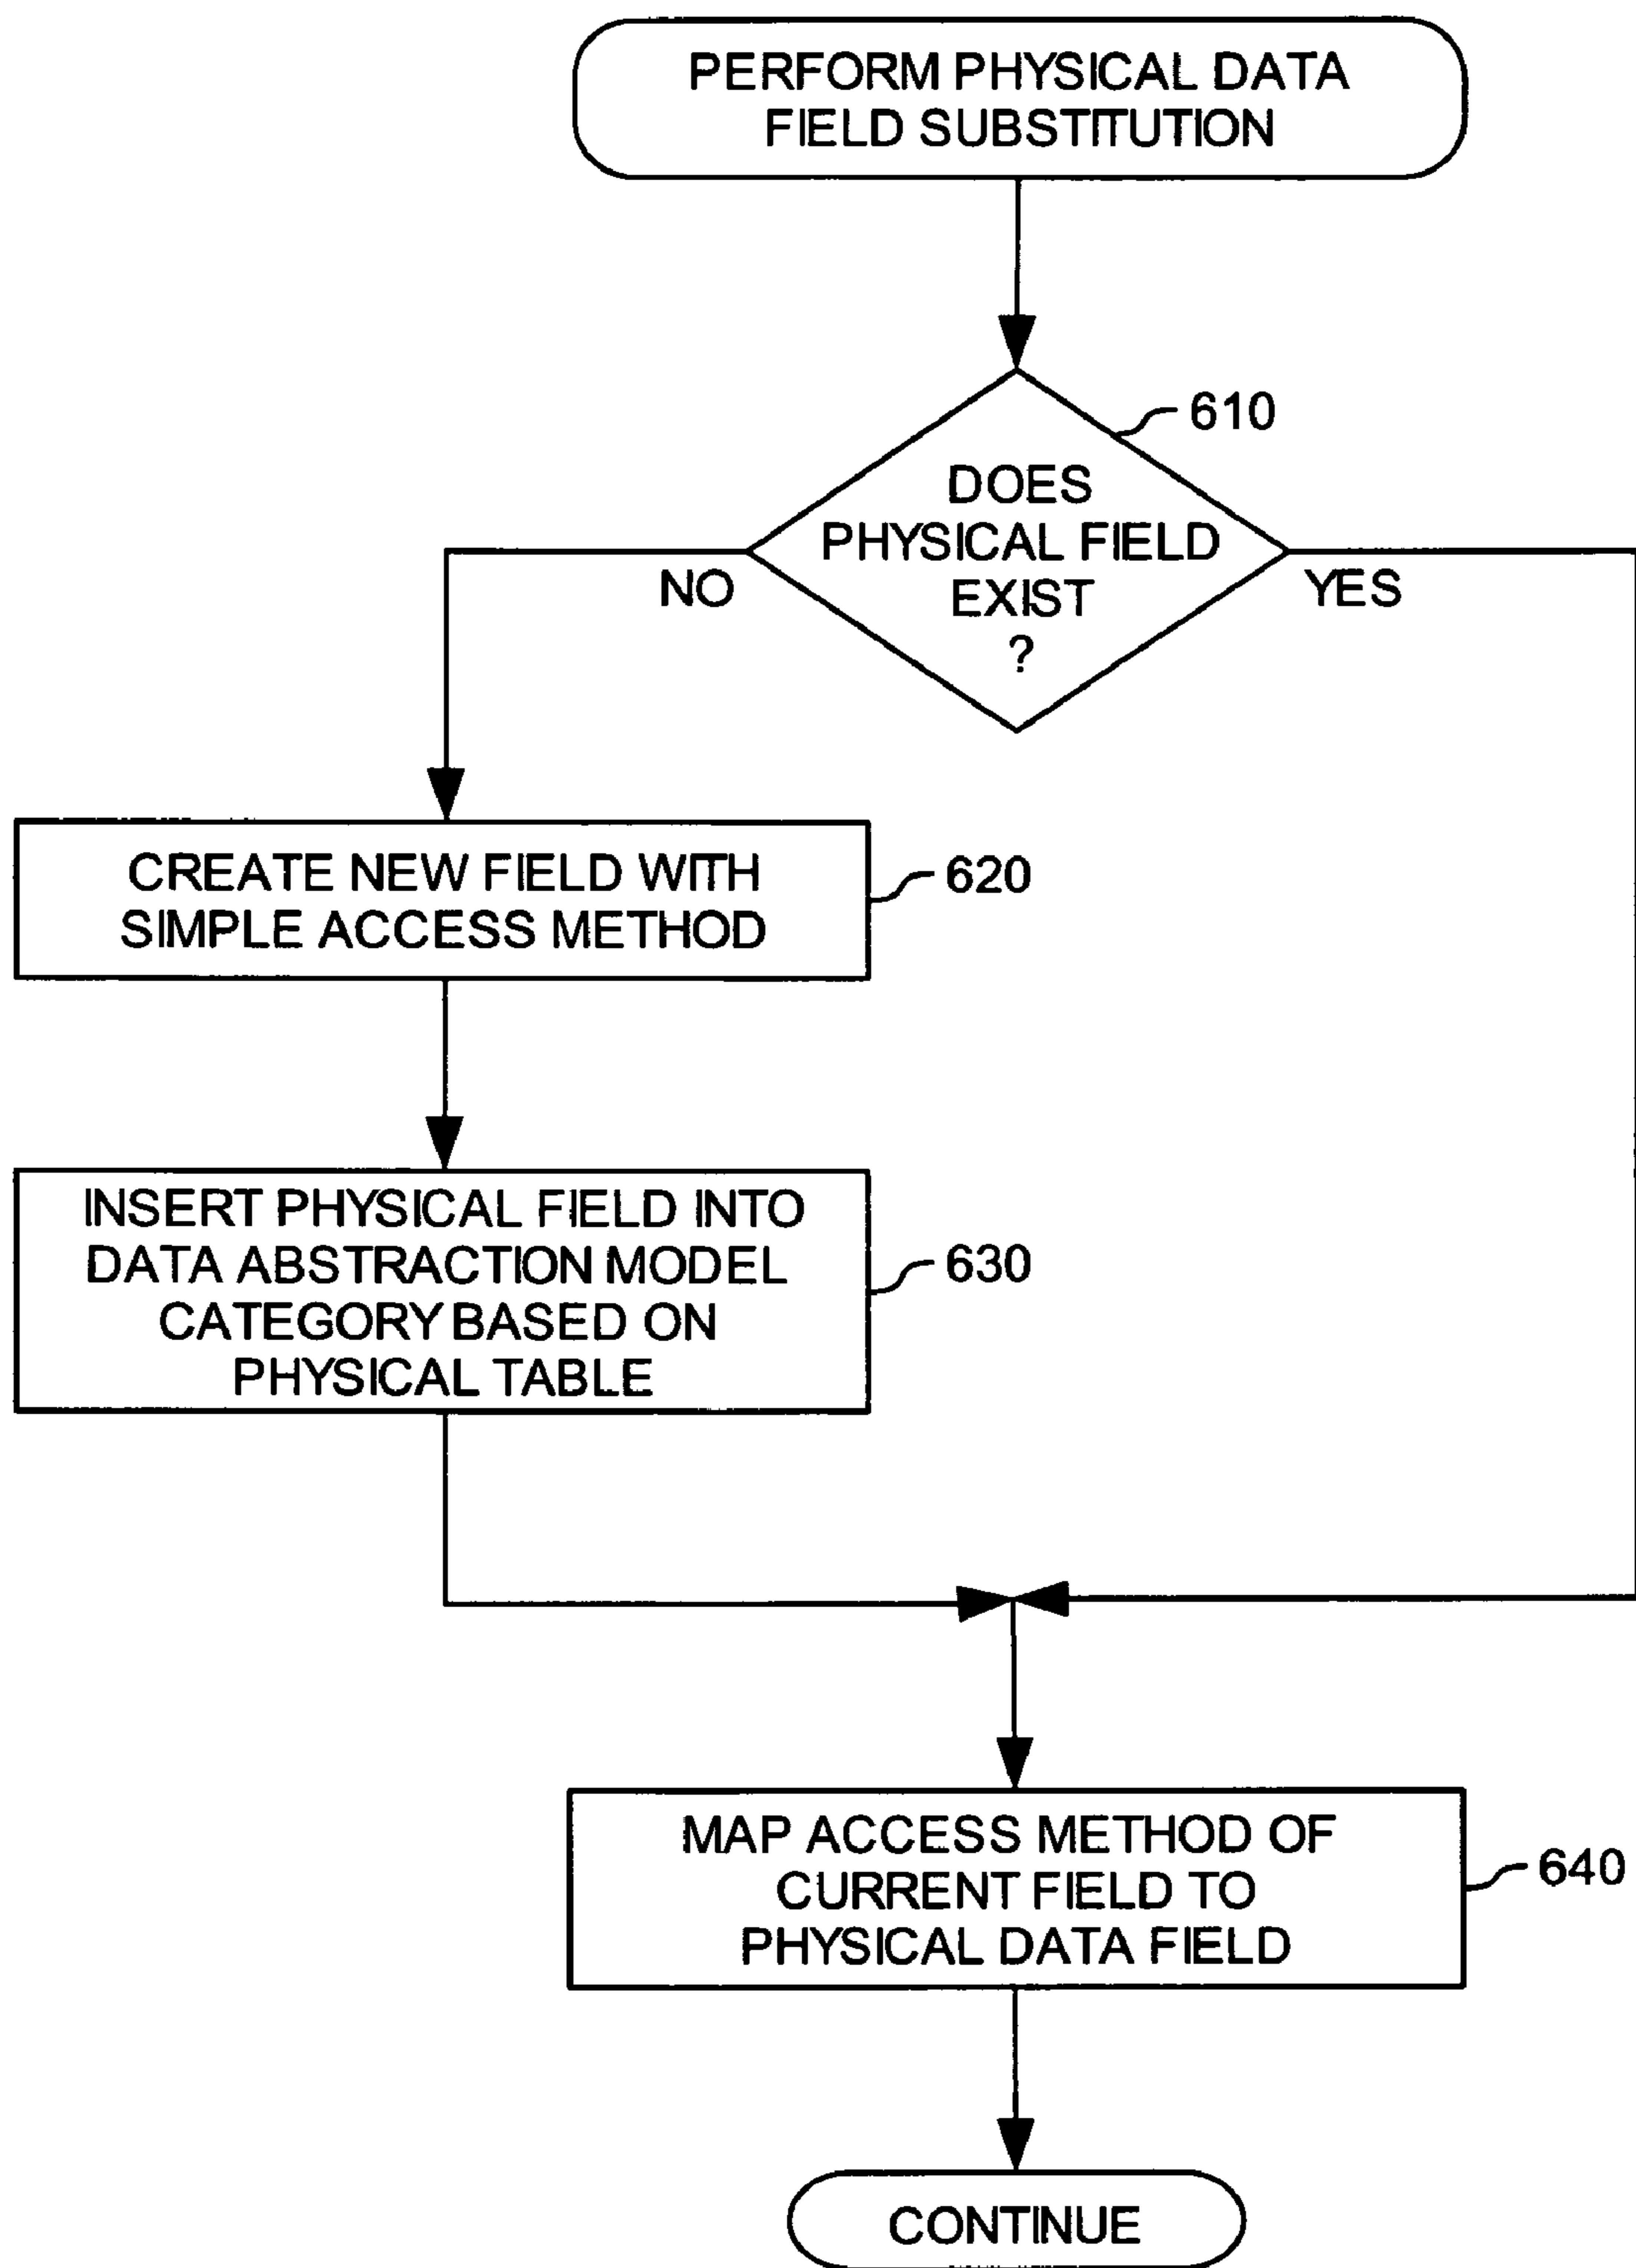 PERFORM PHYSICAL DATA
FIELD SUBSTITUTION
610
DOES
PHYSICAL FIELD
EXIST
?
NO
YES
CREATE NEW FIELD WITH
SIMPLE ACCESS METHOD
620
INSERT PHYSICAL FIELD INTO
DATA ABSTRACTION MODEL
CATEGORY BASED ON
PHYSICAL TABLE
630
MAP ACCESS METHOD OF
CURRENT FIELD TO
PHYSICAL DATA FIELD
640
CONTINUE